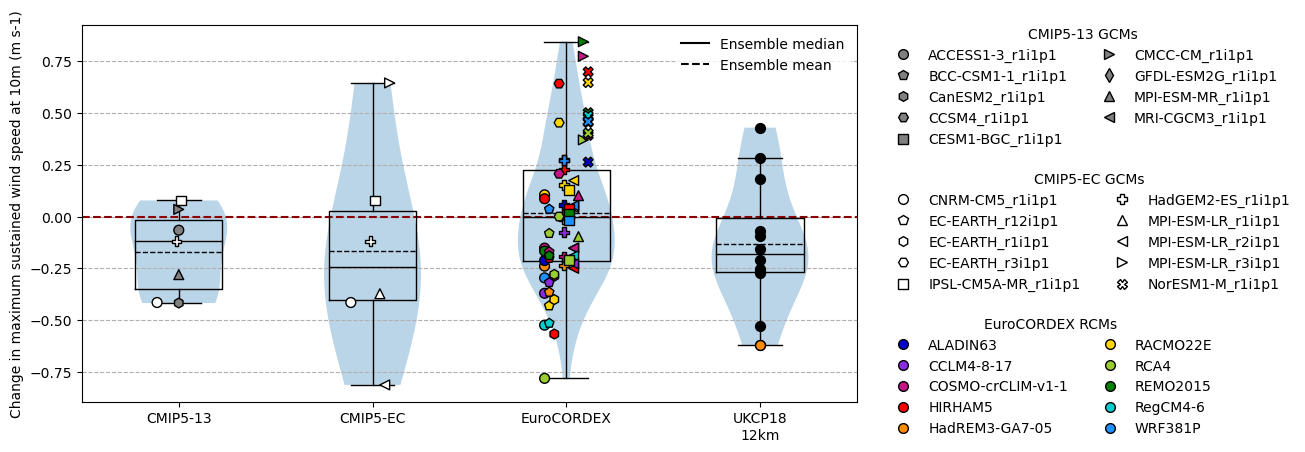 Change in maximum sustained wind speed at 10m (m s-1)
0.75
0.50
0.25
0.00
−0.25
−0.50
−0.75
CMIP5-13
CMIP5-EC
EuroCORDEX
UKCP18
12km
Ensemble median
Ensemble mean
CMIP5-13 GCMs
ACCESS1-3_r1i1p1
BCC-CSM1-1_r1i1p1
CanESM2_r1i1p1
CCSM4_r1i1p1
CESM1-BGC_r1i1p1
CMCC-CM_r1i1p1
GFDL-ESM2G_r1i1p1
MPI-ESM-MR_r1i1p1
MRI-CGCM3_r1i1p1
CMIP5-EC GCMs
CNRM-CM5_r1i1p1
EC-EARTH_r12i1p1
EC-EARTH_r1i1p1
EC-EARTH_r3i1p1
IPSL-CM5A-MR_r1i1p1
HadGEM2-ES_r1i1p1
MPI-ESM-LR_r1i1p1
MPI-ESM-LR_r2i1p1
MPI-ESM-LR_r3i1p1
NorESM1-M_r1i1p1
EuroCORDEX RCMs
ALADIN63
CCLM4-8-17
COSMO-crCLIM-v1-1
HIRHAM5
HadREM3-GA7-05
RACMO22E
RCA4
REMO2015
RegCM4-6
WRF381P